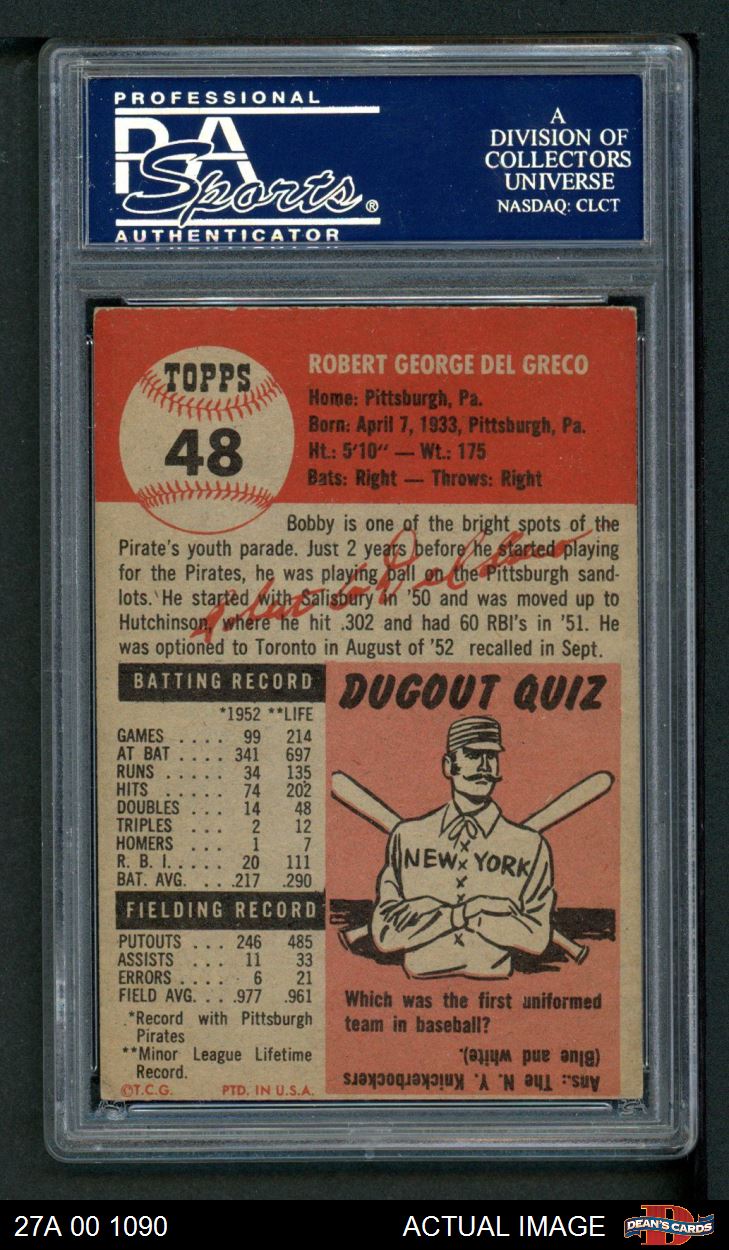 PROFESSIONAL
PSA
Sports®
AUTHENTICATOR
A
DIVISION OF
COLLECTORS
UNIVERSE
NASDAQ: CLCT
TOPPS
48
ROBERT GEORGE DEL GRECO
Home: Pittsburgh, Pa.
Born: April 7, 1933, Pittsburgh, Pa.
Ht.: 5'10" — Wt.: 175
Bats: Right — Throws: Right
Bobby is one of the bright spots of the
Pirate's youth parade. Just 2 years before he started playing
for the Pirates, he was playing ball on the Pittsburgh sand-
lots. He started with Salisbury in '50 and was moved up to
Hutchinson, where he hit .302 and had 60 RBI's in '51. He
was optioned to Toronto in August of '52 recalled in Sept.
BATTING RECORD
*1952 **LIFE
GAMES .... 99 214
AT BAT .... 341 697
RUNS ..... 34 135
HITS ..... 74 202
DOUBLES ... 14 48
TRIPLES ... 2 12
HOMERS ... 1 7
R. B. I. .... 20 111
BAT. AVG. ... .217 .290
FIELDING RECORD
PUTOUTS ... 246 485
ASSISTS ... 11 33
ERRORS .... 6 21
FIELD AVG. ... .977 .961
*Record with Pittsburgh
Pirates
**Minor League Lifetime
Record.
©T.C.G. PTD. IN U.S.A.
DUGOUT QUIZ
NEW YORK
Which was the first uniformed
team in baseball?
Ans.: The N. Y. Knickerbockers
(Blue and white).
27A 00 1090
ACTUAL IMAGE
D
DEAN'S CARDS